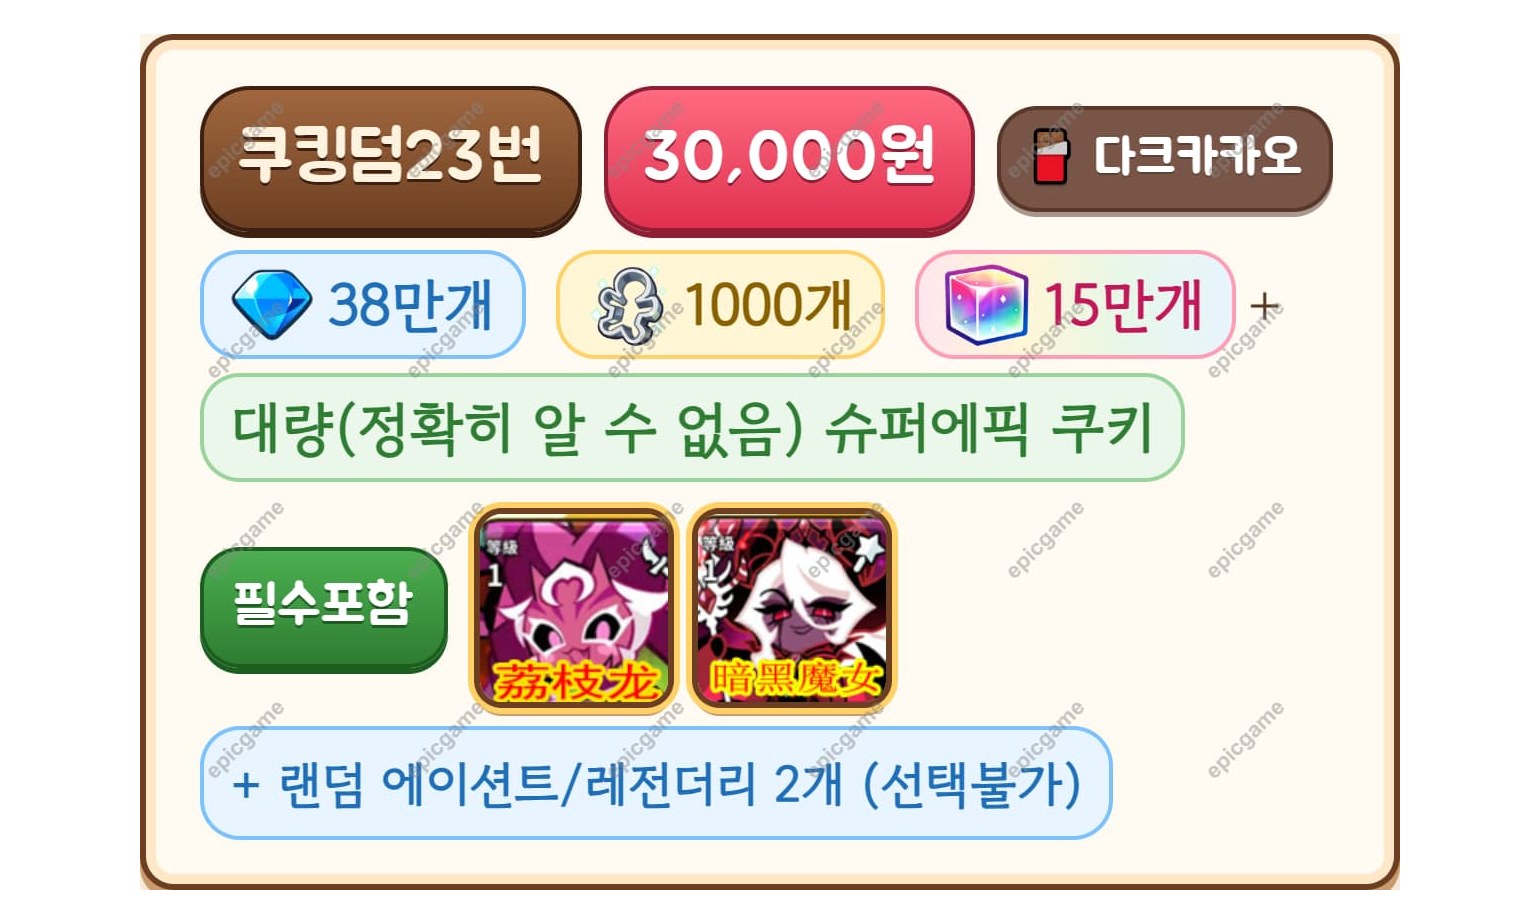 쿠킹덤23번 30,000원 다크카카오
38만개 1000개 15만개 +
대량(정확히 알 수 없음) 슈퍼에픽 쿠키
필수포함
等級 1 荔枝龙
等級 1 暗黑魔女
+ 랜덤 에이션트/레전더리 2개 (선택불가)
epicgame